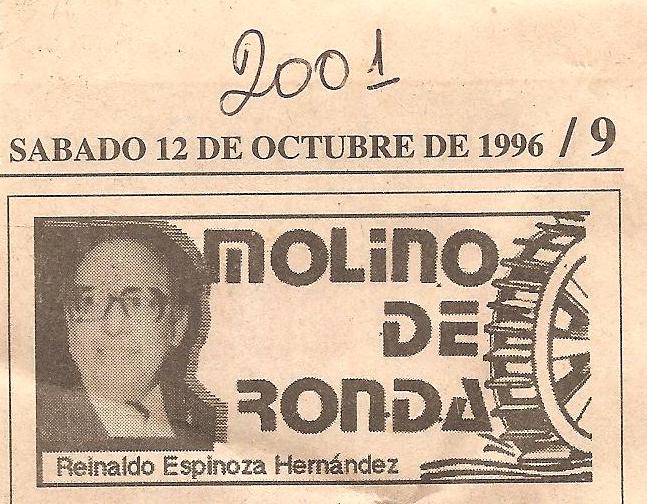 2001
SABADO 12 DE OCTUBRE DE 1996 / 9
MOLINO
DE
RONDA
Reinaldo Espinoza Hernández